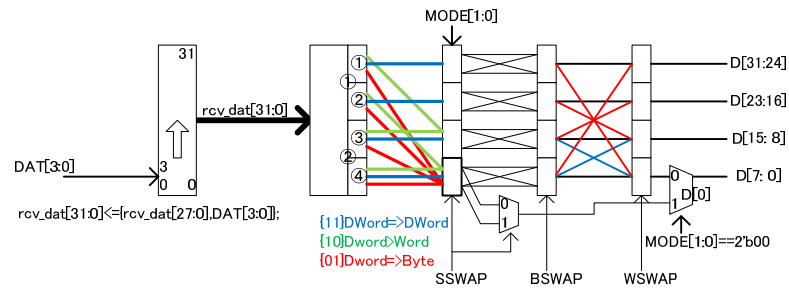 MODE[1:0]
31
①
D[31:24]
①
②
D[23:16]
rcv_dat[31:0]
③
D[15: 8]
②
DAT[3:0]
3
0 0
④
0
D[7: 0]
D[0]
1
0
1
rcv_dat[31:0]<={rcv_dat[27:0],DAT[3:0]};
{11}DWord=>DWord
{10}Dword>Word
{01}Dword=>Byte
MODE[1:0]==2'b00
SSWAP
BSWAP
WSWAP